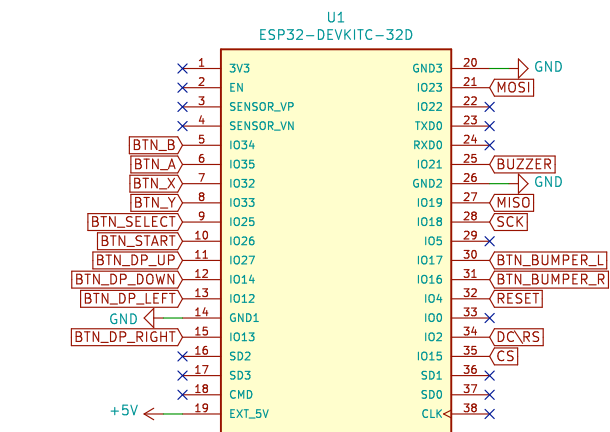 U1
ESP32-DEVKITC-32D
1 3V3 GND3 20 GND
2 EN IO23 21 MOSI
3 SENSOR_VP IO22 22
4 SENSOR_VN TXD0 23
BTN_B 5 IO34 RXD0 24
BTN_A 6 IO35 IO21 25 BUZZER
BTN_X 7 IO32 GND2 26 GND
BTN_Y 8 IO33 IO19 27 MISO
BTN_SELECT 9 IO25 IO18 28 SCK
BTN_START 10 IO26 IO5 29
BTN_DP_UP 11 IO27 IO17 30 BTN_BUMPER_L
BTN_DP_DOWN 12 IO14 IO16 31 BTN_BUMPER_R
BTN_DP_LEFT 13 IO12 IO4 32 RESET
GND 14 GND1 IO0 33
BTN_DP_RIGHT 15 IO13 IO2 34 DC\RS
16 SD2 IO15 35 CS
17 SD3 SD1 36
18 CMD SD0 37
+5V 19 EXT_5V CLK 38